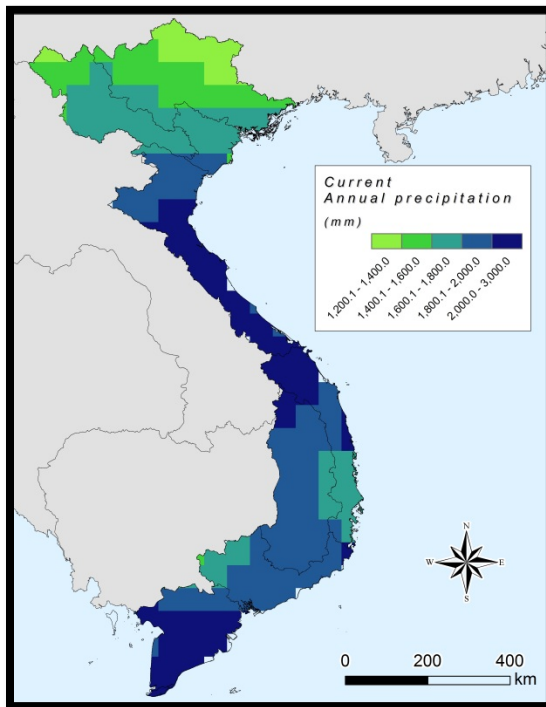 Current
Annual precipitation
(mm)
1,200.1 - 1,400.0
1,400.1 - 1,600.0
1,600.1 - 1,800.0
1,800.1 - 2,000.0
2,000.0 - 3,000.0
N
W E
S
0 200 400
km